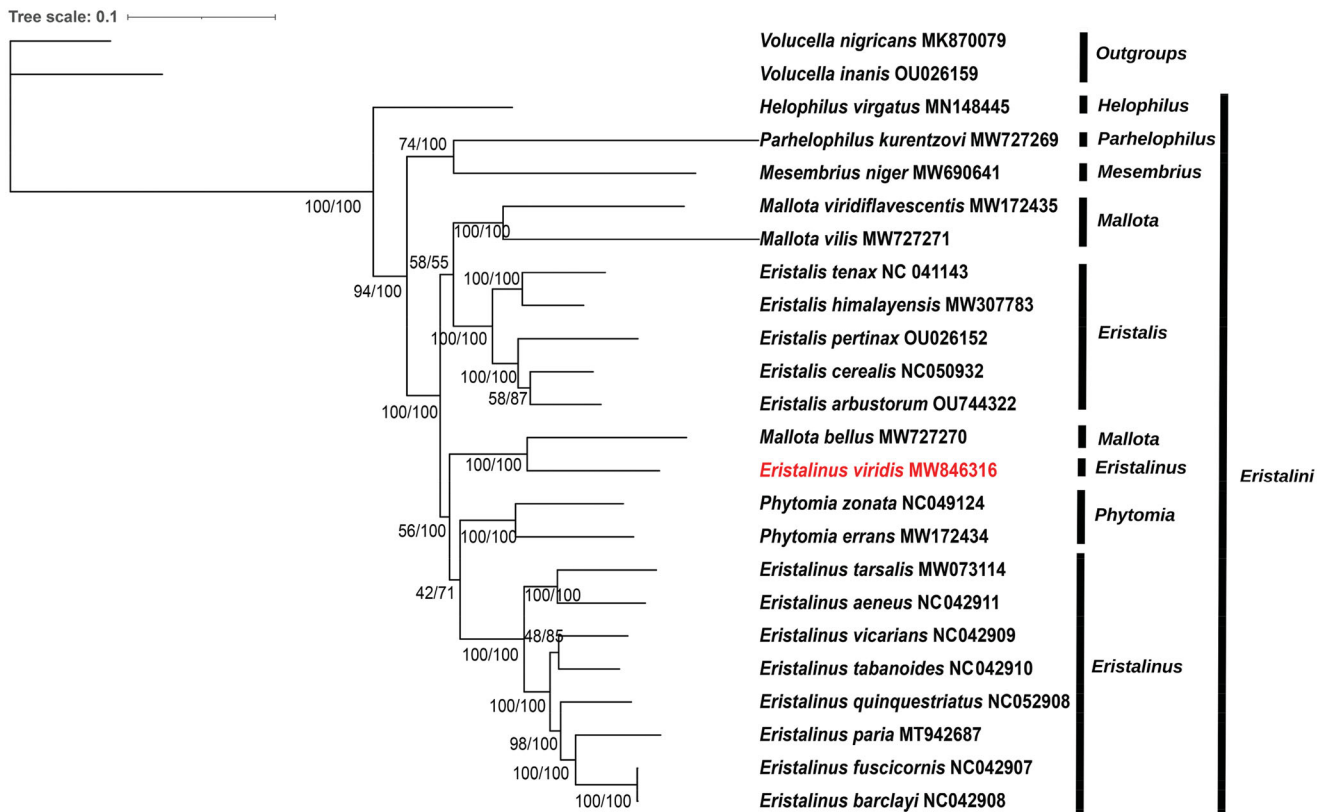 Tree scale: 0.1
Volucella nigricans MK870079
Volucella inanis OU026159
Outgroups
Helophilus virgatus MN148445
Helophilus
74/100
Parhelophilus kurentzovi MW727269
Parhelophilus
Mesembrius niger MW690641
Mesembrius
100/100
Mallota viridiflavescentis MW172435
Mallota
100/100
Mallota vilis MW727271
58/55
Eristalis tenax NC 041143
100/100
94/100
Eristalis himalayensis MW307783
Eristalis
100/100
Eristalis pertinax OU026152
Eristalis cerealis NC050932
100/100
58/87
Eristalis arbustorum OU744322
100/100
Mallota bellus MW727270
Mallota
100/100
Eristalinus viridis MW846316
Eristalinus
Eristalini
Phytomia zonata NC049124
Phytomia
56/100
100/100
Phytomia errans MW172434
Eristalinus tarsalis MW073114
42/71
100/100
Eristalinus aeneus NC042911
48/85
Eristalinus vicarians NC042909
100/100
Eristalinus tabanoides NC042910
Eristalinus
100/100
Eristalinus quinquestriatus NC052908
98/100
Eristalinus paria MT942687
100/100
Eristalinus fuscicornis NC042907
100/100
Eristalinus barclayi NC042908